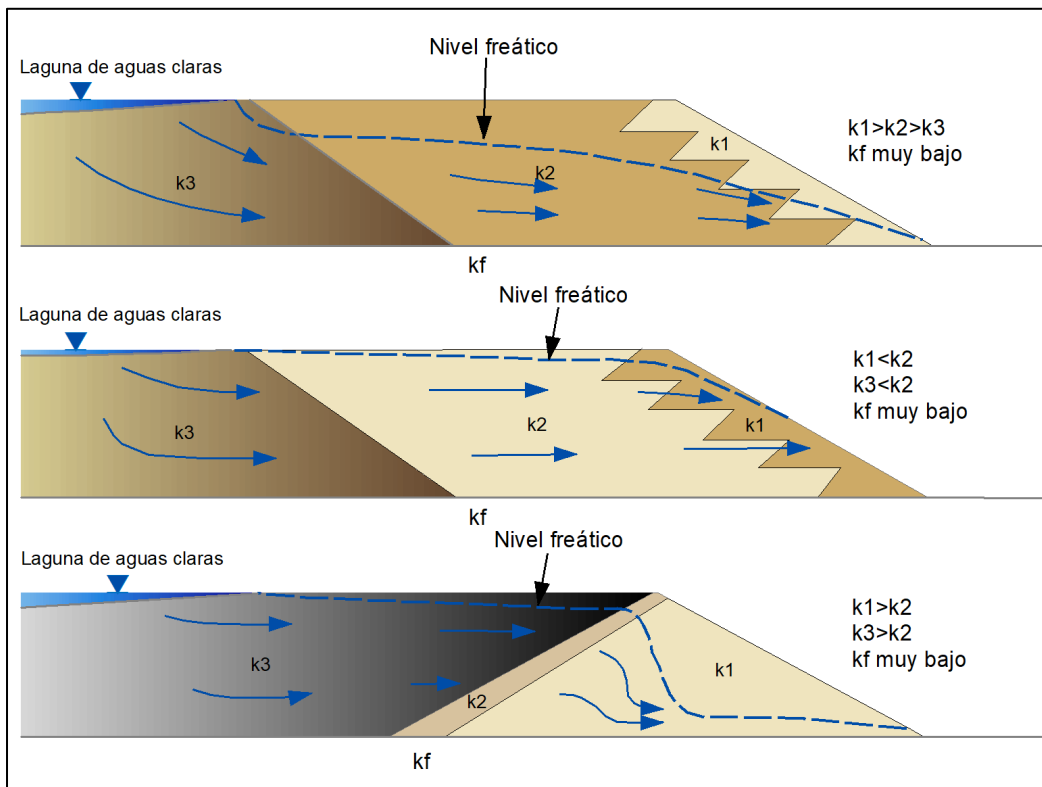 Nivel freático
Laguna de aguas claras
k1
k1>k2>k3
kf muy bajo
k2
k3
kf
Nivel freático
Laguna de aguas claras
k1<k2
k3<k2
kf muy bajo
k2
k1
k3
kf
Nivel freático
Laguna de aguas claras
k1>k2
k3>k2
kf muy bajo
k3
k1
k2
kf